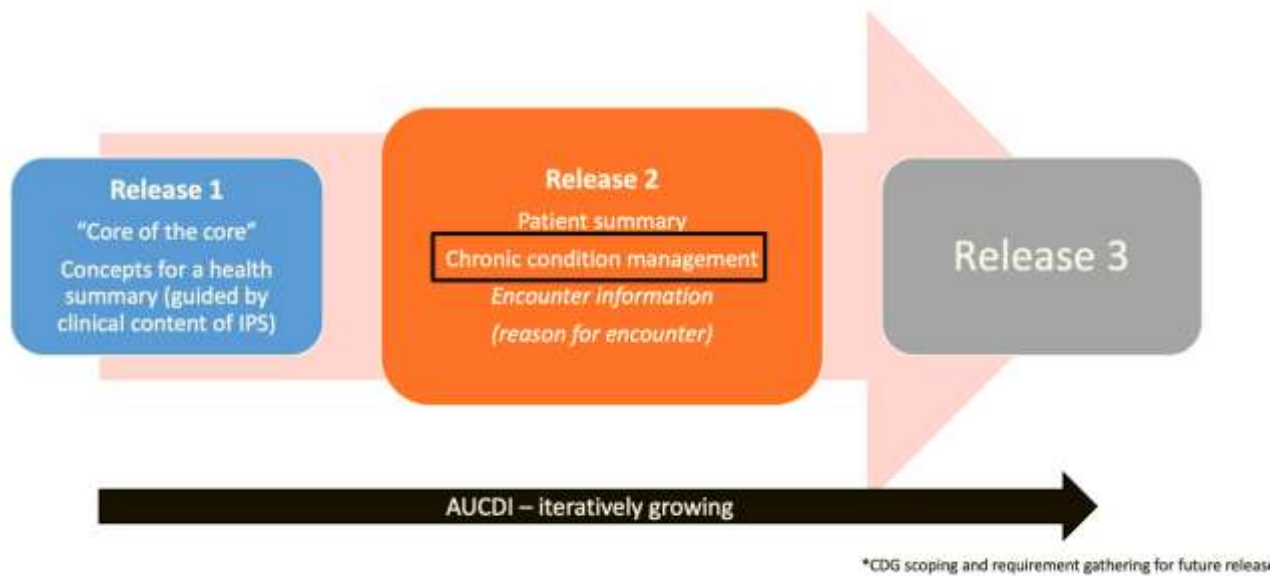 Release 1
"Core of the core"
Concepts for a health
summary (guided by
clinical content of IPS)
Release 2
Patient summary
Chronic condition management
Encounter information
(reason for encounter)
Release 3
AUCDI – iteratively growing
*CDG scoping and requirement gathering for future release